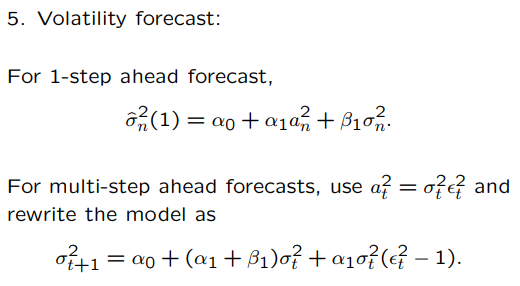 5. Volatility forecast:
For 1-step ahead forecast,
σ̂²ₙ(1) = α₀ + α₁a²ₙ + β₁σ²ₙ.
For multi-step ahead forecasts, use a²ₜ = σ²ₜϵ²ₜ and
rewrite the model as
σ²ₜ₊₁ = α₀ + (α₁ + β₁)σ²ₜ + α₁σ²ₜ(ϵ²ₜ − 1).